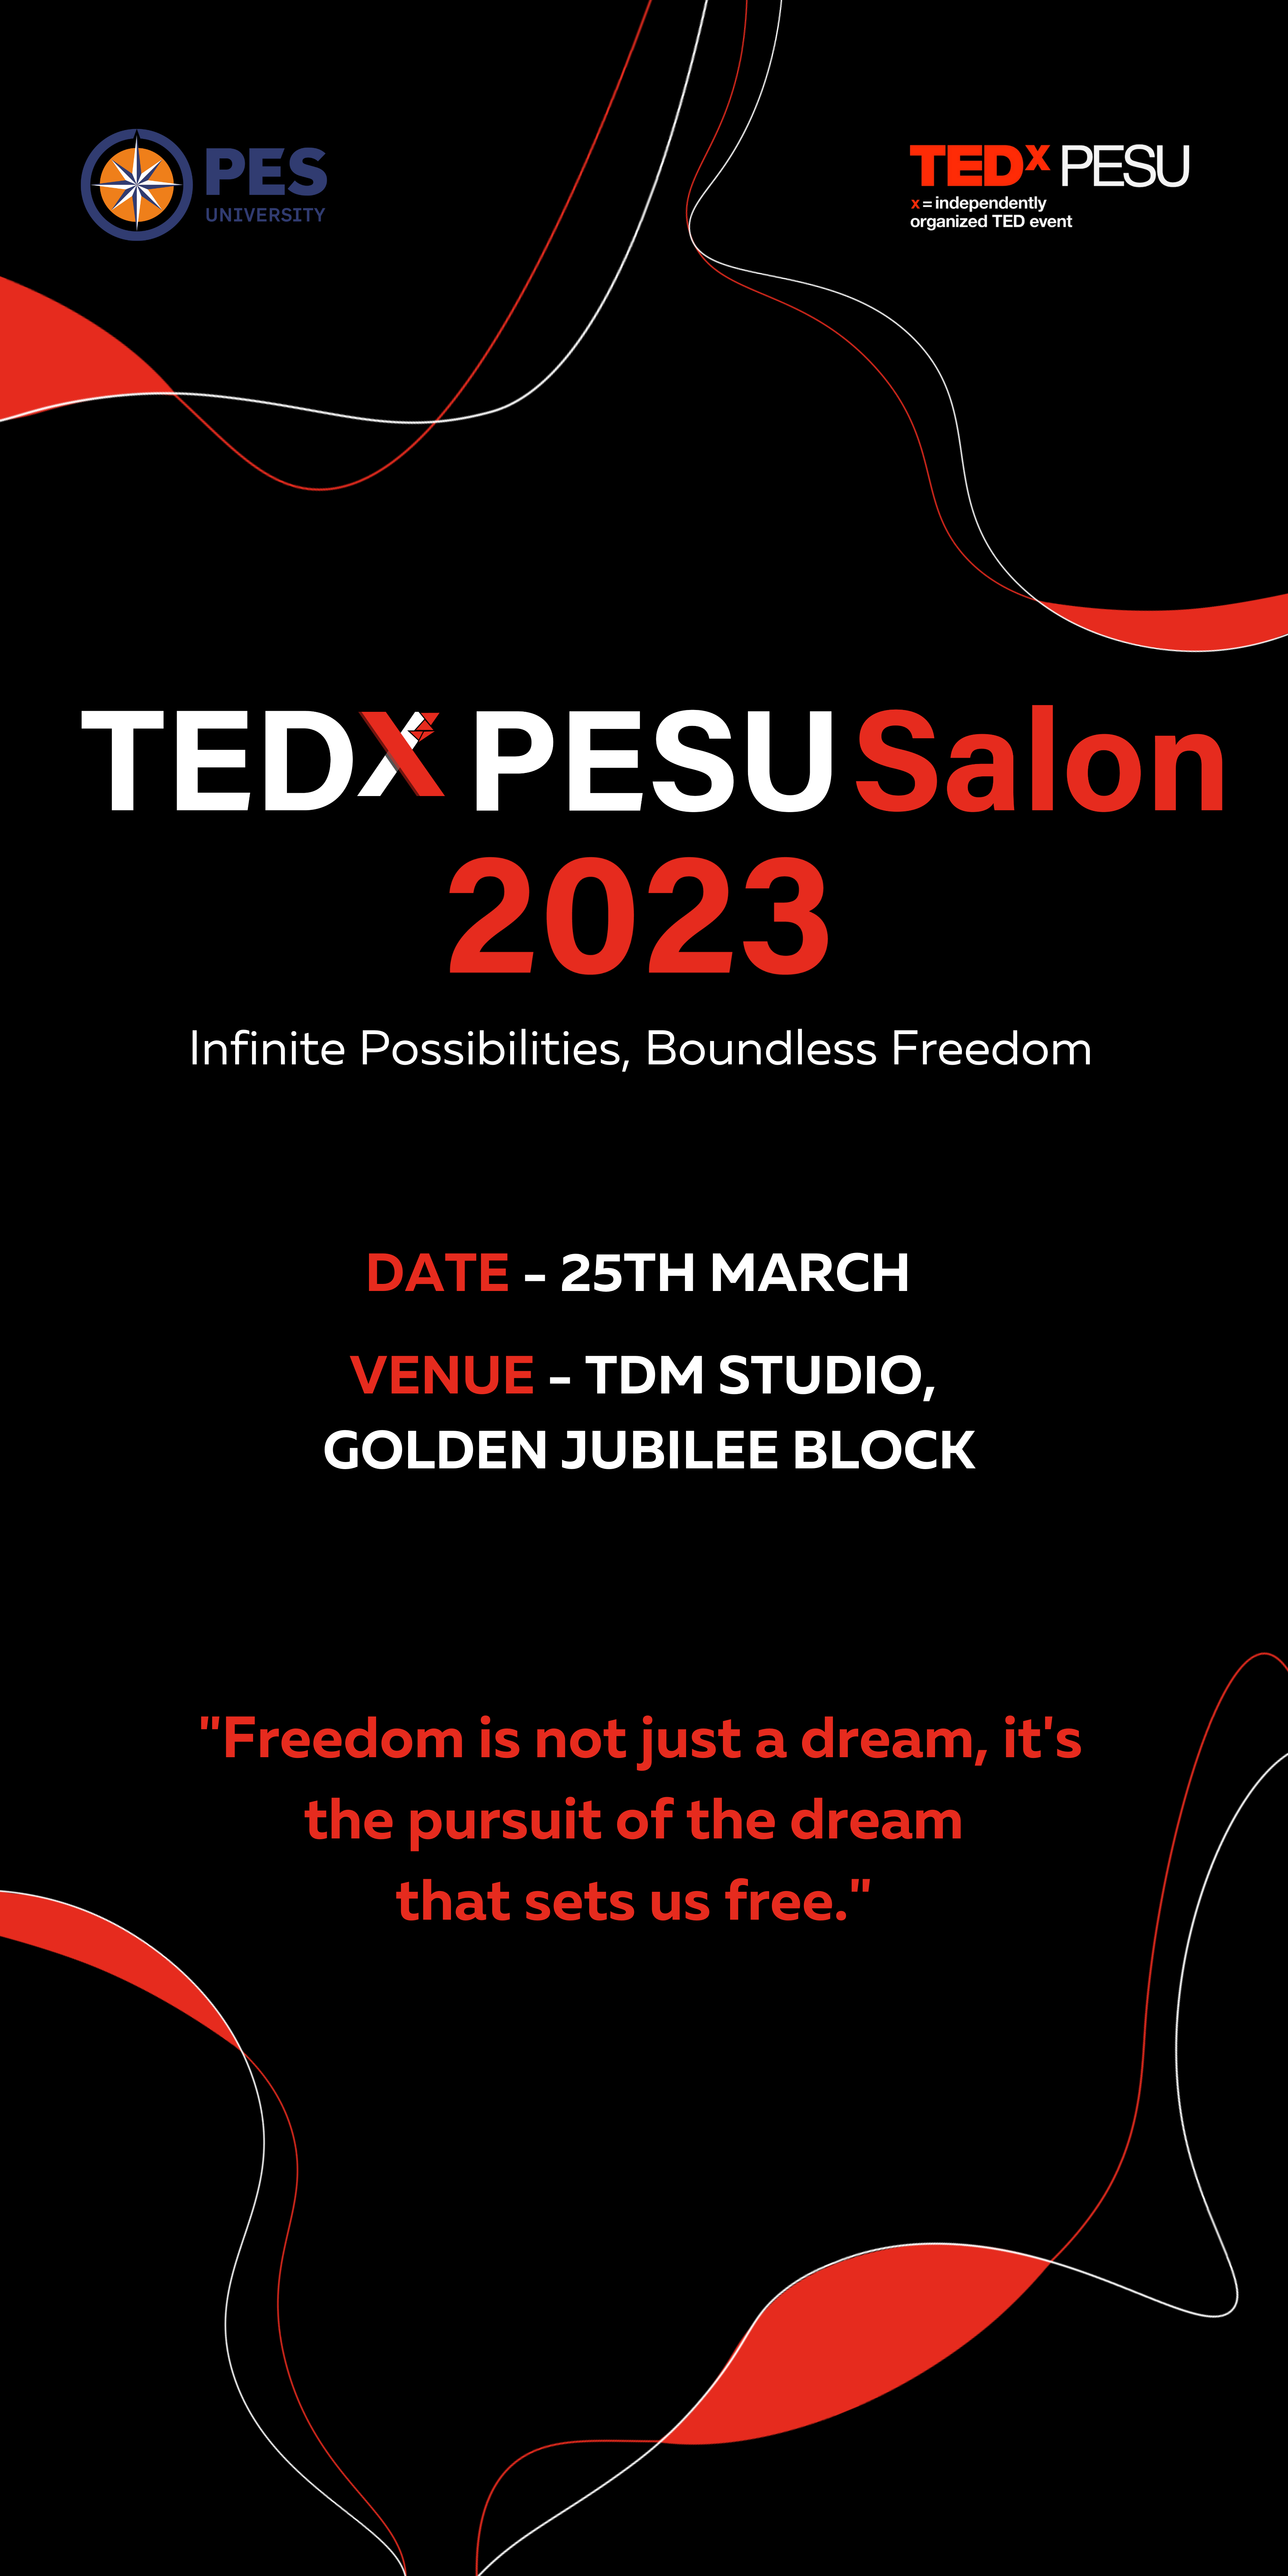 PES
UNIVERSITY
TEDx PESU
x = independently
organized TED event
TEDX PESU Salon
2023
Infinite Possibilities, Boundless Freedom
DATE - 25TH MARCH
VENUE - TDM STUDIO,
GOLDEN JUBILEE BLOCK
"Freedom is not just a dream, it's
the pursuit of the dream
that sets us free."